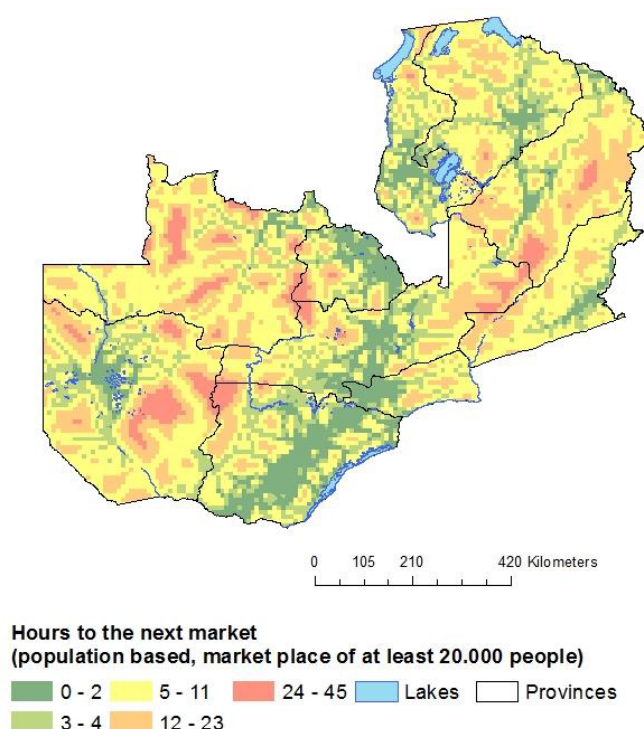 0 105 210 420 Kilometers
Hours to the next market
(population based, market place of at least 20.000 people)
0 - 2 5 - 11 24 - 45 Lakes Provinces
3 - 4 12 - 23